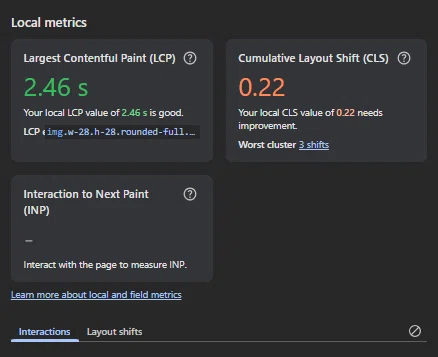 Local metrics
Largest Contentful Paint (LCP)
2.46 s
Your local LCP value of 2.46 s is good.
LCP e img.w-28.h-28.rounded-full.…
Cumulative Layout Shift (CLS)
0.22
Your local CLS value of 0.22 needs
improvement.
Worst cluster 3 shifts
Interaction to Next Paint
(INP)
-
Interact with the page to measure INP.
Learn more about local and field metrics
Interactions Layout shifts